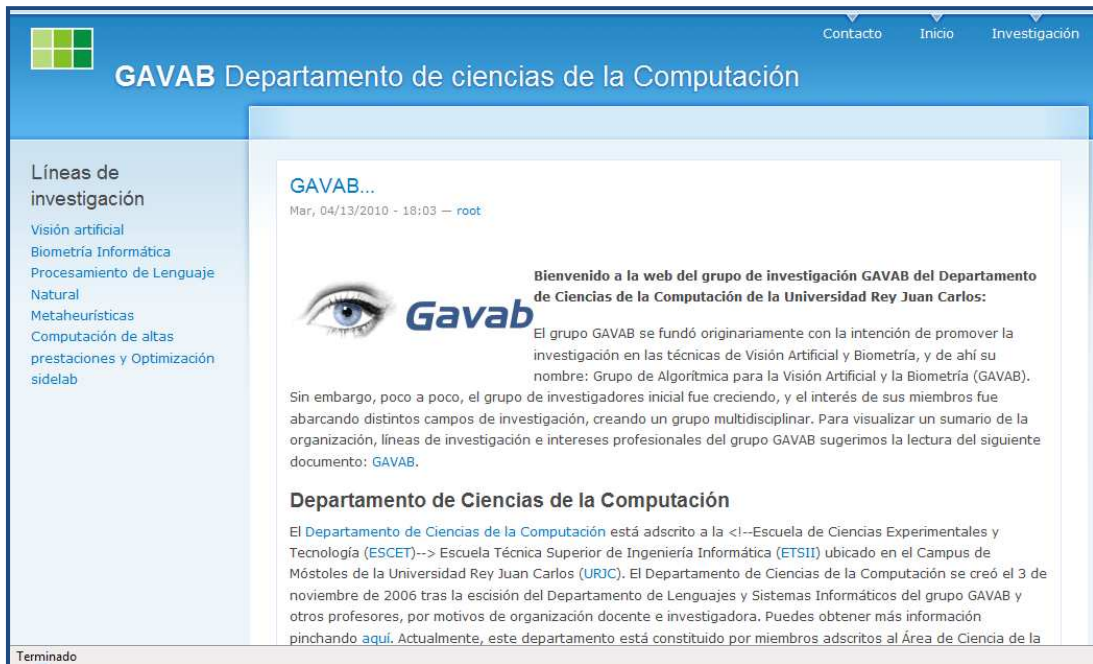 Contacto Inicio Investigación
GAVAB Departamento de ciencias de la Computación
Líneas de
investigación
Visión artificial
Biometría Informática
Procesamiento de Lenguaje
Natural
Metaheurísticas
Computación de altas
prestaciones y Optimización
sidelab
GAVAB...
Mar, 04/13/2010 - 18:03 — root
Gavab
Bienvenido a la web del grupo de investigación GAVAB del Departamento
de Ciencias de la Computación de la Universidad Rey Juan Carlos:
El grupo GAVAB se fundó originariamente con la intención de promover la
investigación en las técnicas de Visión Artificial y Biometría, y de ahí su
nombre: Grupo de Algorítmica para la Visión Artificial y la Biometría (GAVAB).
Sin embargo, poco a poco, el grupo de investigadores inicial fue creciendo, y el interés de sus miembros fue
abarcando distintos campos de investigación, creando un grupo multidisciplinar. Para visualizar un sumario de la
organización, líneas de investigación e intereses profesionales del grupo GAVAB sugerimos la lectura del siguiente
documento: GAVAB.
Departamento de Ciencias de la Computación
El Departamento de Ciencias de la Computación está adscrito a la <!--Escuela de Ciencias Experimentales y
Tecnología (ESCET)--> Escuela Técnica Superior de Ingeniería Informática (ETSII) ubicado en el Campus de
Móstoles de la Universidad Rey Juan Carlos (URJC). El Departamento de Ciencias de la Computación se creó el 3 de
noviembre de 2006 tras la escisión del Departamento de Lenguajes y Sistemas Informáticos del grupo GAVAB y
otros profesores, por motivos de organización docente e investigadora. Puedes obtener más información
pinchando aquí. Actualmente, este departamento está constituido por miembros adscritos al Área de Ciencia de la
Terminado